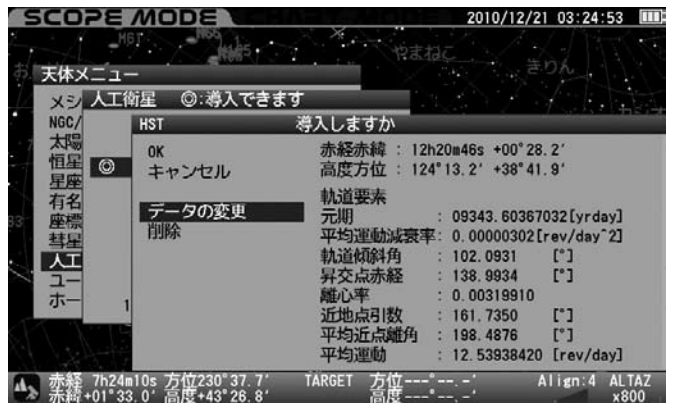 SCOPE MODE
2010/12/21 03:24:53
M61
やまねこ
きりん
天体メニュー
人工衛星 ◎:導入できます
メシ
NGC/
太陽
恒星
星座
有名
座標
彗星
人工
ユー
ホー
◎
1
HST 導入しますか
OK
キャンセル
データの変更
削除
赤経赤緯 : 12h20m46s +00°28.2′
高度方位 : 124°13.2′ +38°41.9′
軌道要素
元期 : 09343.60367032[yrday]
平均運動減衰率: 0.00000302[rev/day^2]
軌道傾斜角 : 102.0931 [°]
昇交点赤経 : 138.9934 [°]
離心率 : 0.00319910
近地点引数 : 161.7350 [°]
平均近点離角 : 198.4876 [°]
平均運動 : 12.53938420 [rev/day]
赤経 7h24m10s 方位230°37.7′ TARGET 方位---°--.-′ Align:4 ALTAZ
赤緯+01°33.0′ 高度+43°26.8′ 高度---°--.-′ x800